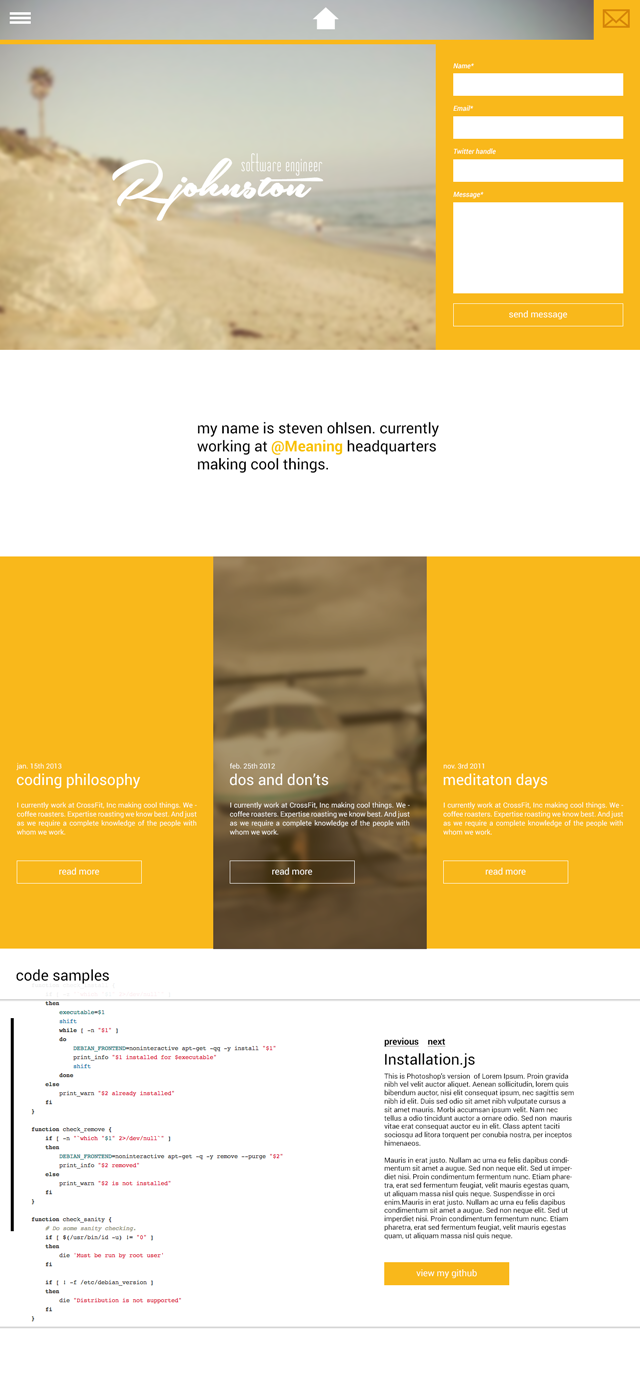 software engineer
Rjohnston
Name*
Email*
Twitter handle
Message*
send message
my name is steven ohlsen. currently
working at @Meaning headquarters
making cool things.
jan. 15th 2013
coding philosophy
I currently work at CrossFit, Inc making cool things. We -
coffee roasters. Expertise roasting we know best. And just
as we require a complete knowledge of the people with
whom we work.
read more
feb. 25th 2012
dos and don'ts
I currently work at CrossFit, Inc making cool things. We -
coffee roasters. Expertise roasting we know best. And just
as we require a complete knowledge of the people with
whom we work.
read more
nov. 3rd 2011
meditaton days
I currently work at CrossFit, Inc making cool things. We -
coffee roasters. Expertise roasting we know best. And just
as we require a complete knowledge of the people with
whom we work.
read more
code samples
then
executable=$1
shift
while [ -n "$1" ]
do
DEBIAN_FRONTEND=noninteractive apt-get -qq -y install "$1"
print_info "$1 installed for $executable"
shift
done
else
print_warn "$2 already installed"
fi
}
function check_remove {
if [ -n "`which "$1" 2>/dev/null`" ]
then
DEBIAN_FRONTEND=noninteractive apt-get -q -y remove --purge "$2"
print_info "$2 removed"
else
print_warn "$2 is not installed"
fi
}
function check_sanity {
# Do some sanity checking.
if [ $(/usr/bin/id -u) != "0" ]
then
die 'Must be run by root user'
fi
if [ ! -f /etc/debian_version ]
then
die "Distribution is not supported"
fi
}
previous next
Installation.js
This is Photoshop's version of Lorem Ipsum. Proin gravida
nibh vel velit auctor aliquet. Aenean sollicitudin, lorem quis
bibendum auctor, nisi elit consequat ipsum, nec sagittis sem
nibh id elit. Duis sed odio sit amet nibh vulputate cursus a
sit amet mauris. Morbi accumsan ipsum velit. Nam nec
tellus a odio tincidunt auctor a ornare odio. Sed non mauris
vitae erat consequat auctor eu in elit. Class aptent taciti
sociosqu ad litora torquent per conubia nostra, per inceptos
himenaeos.
Mauris in erat justo. Nullam ac urna eu felis dapibus condi-
mentum sit amet a augue. Sed non neque elit. Sed ut imper-
diet nisi. Proin condimentum fermentum nunc. Etiam phare-
tra, erat sed fermentum feugiat, velit mauris egestas quam,
ut aliquam massa nisl quis neque. Suspendisse in orci
enim.Mauris in erat justo. Nullam ac urna eu felis dapibus
condimentum sit amet a augue. Sed non neque elit. Sed ut
imperdiet nisi. Proin condimentum fermentum nunc. Etiam
pharetra, erat sed fermentum feugiat, velit mauris egestas
quam, ut aliquam massa nisl quis neque.
view my github